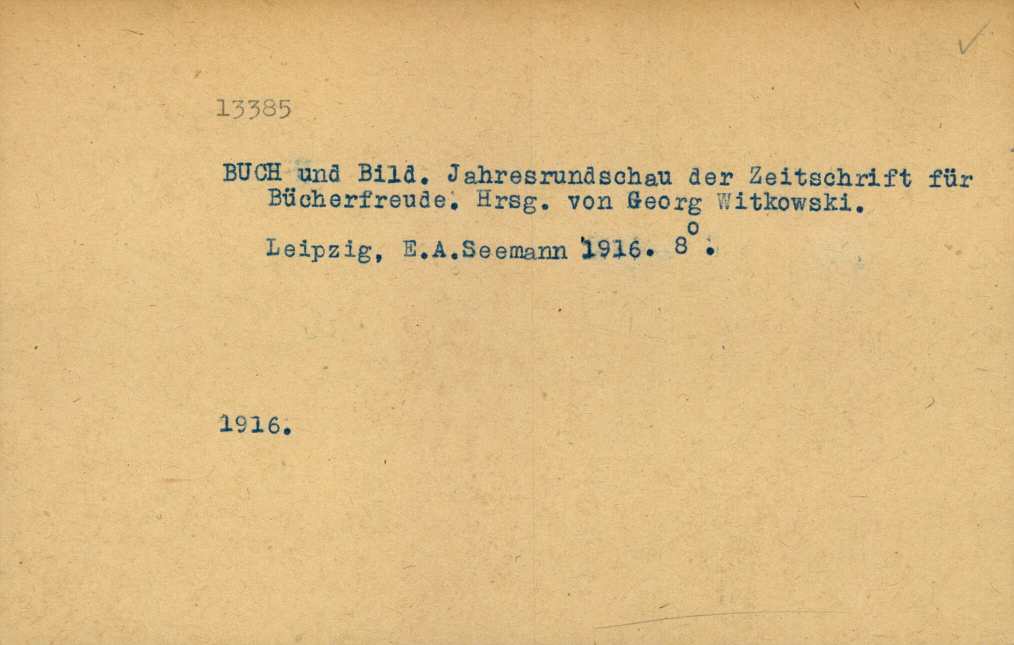 13385
BUCH und Bild. Jahresrundschau der Zeitschrift für
Bücherfreude. Hrsg. von Georg Witkowski.
Leipzig, E.A.Seemann 1916. 8°.
1916.